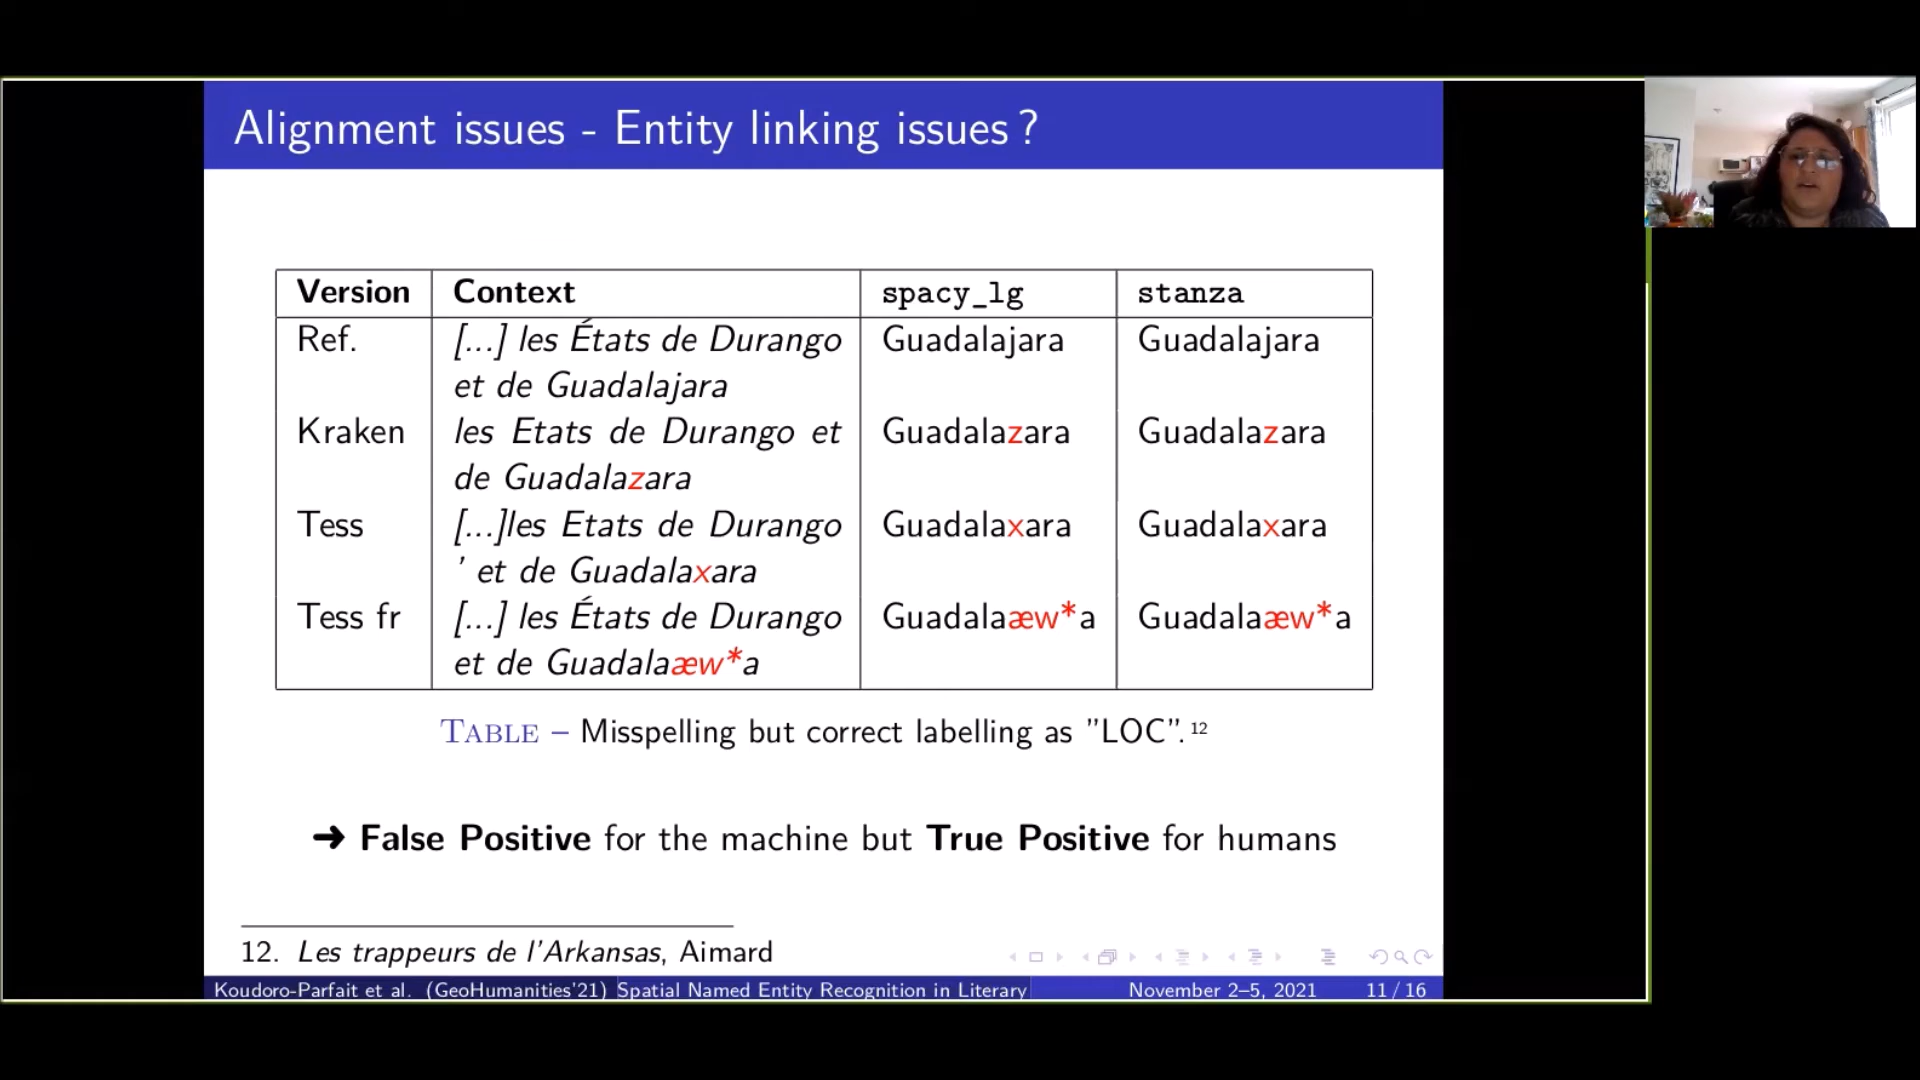 Alignment issues - Entity linking issues ?
Version Context spacy_lg stanza
Ref. [...] les États de Durango Guadalajara Guadalajara
et de Guadalajara
Kraken les Etats de Durango et Guadalazara Guadalazara
de Guadalazara
Tess [...]les Etats de Durango Guadalaxara Guadalaxara
’ et de Guadalaxara
Tess fr [...] les États de Durango Guadalaæw*a Guadalaæw*a
et de Guadalaæw*a
TABLE – Misspelling but correct labelling as ”LOC”. 12
➜ False Positive for the machine but True Positive for humans
12. Les trappeurs de l’Arkansas, Aimard
Koudoro-Parfait et al. (GeoHumanities’21) Spatial Named Entity Recognition in Literary November 2–5, 2021 11 / 16